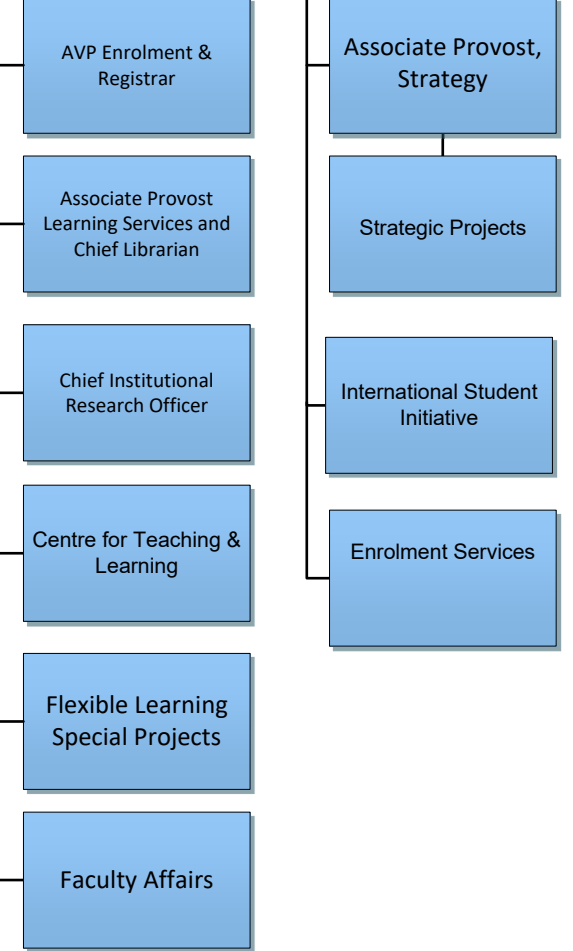 AVP Enrolment &
Registrar
Associate Provost
Learning Services and
Chief Librarian
Chief Institutional
Research Officer
Centre for Teaching &
Learning
Flexible Learning
Special Projects
Faculty Affairs
Associate Provost,
Strategy
Strategic Projects
International Student
Initiative
Enrolment Services